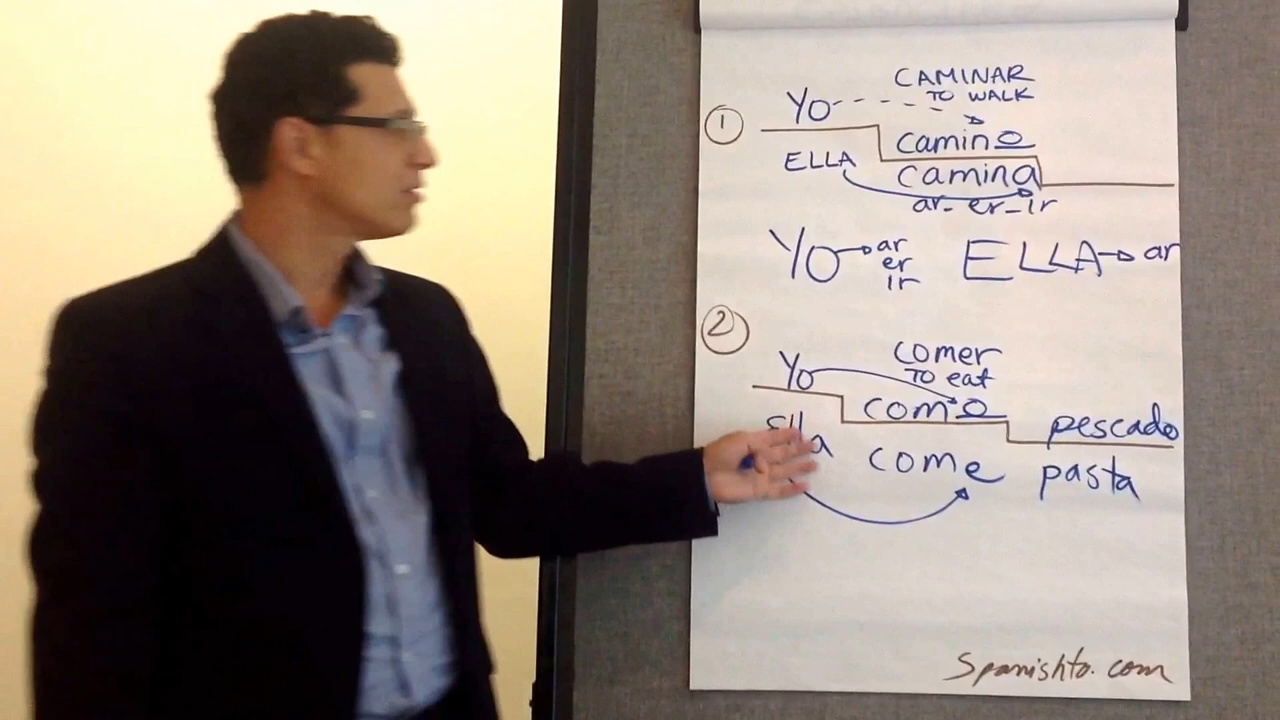 CAMINAR
TO WALK
① Yo camino
ELLA camina
ar-er-ir
YO ar ELLA ar
er
ir
②
comer
TO eat
Yo como pescado
ella come pasta
Spanishto.com